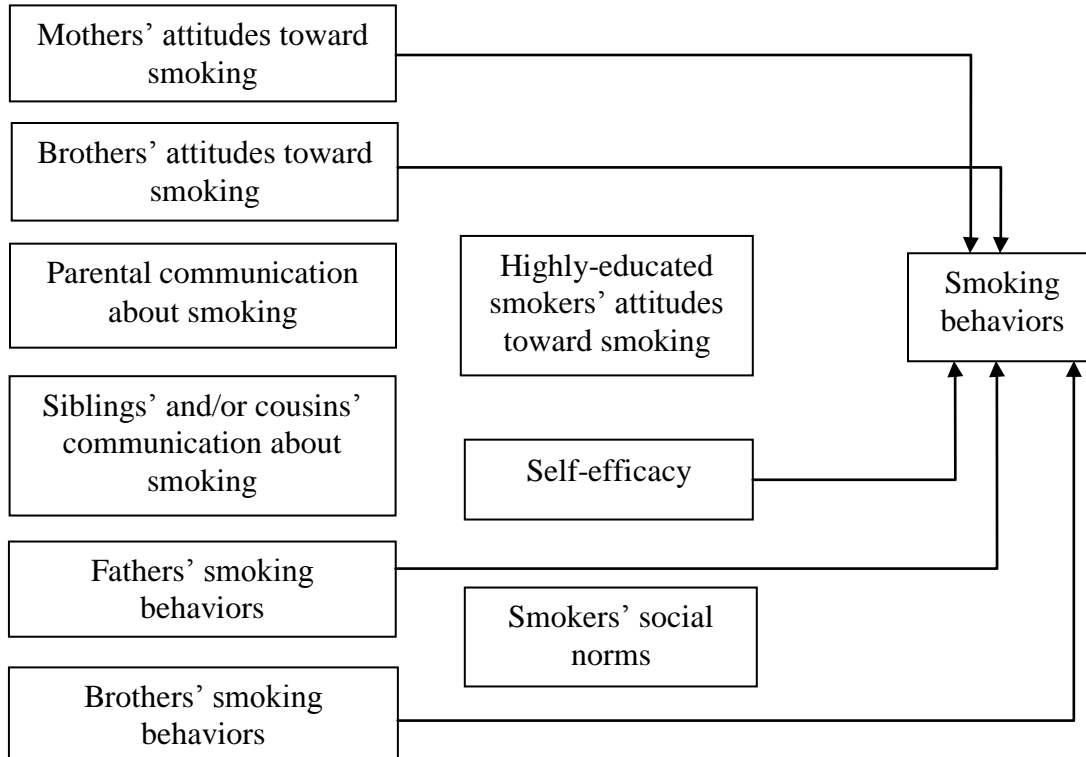 Mothers’ attitudes toward
smoking
Brothers’ attitudes toward
smoking
Parental communication
about smoking
Siblings’ and/or cousins’
communication about
smoking
Fathers’ smoking
behaviors
Brothers’ smoking
behaviors
Highly-educated
smokers’ attitudes
toward smoking
Self-efficacy
Smokers’ social
norms
Smoking
behaviors